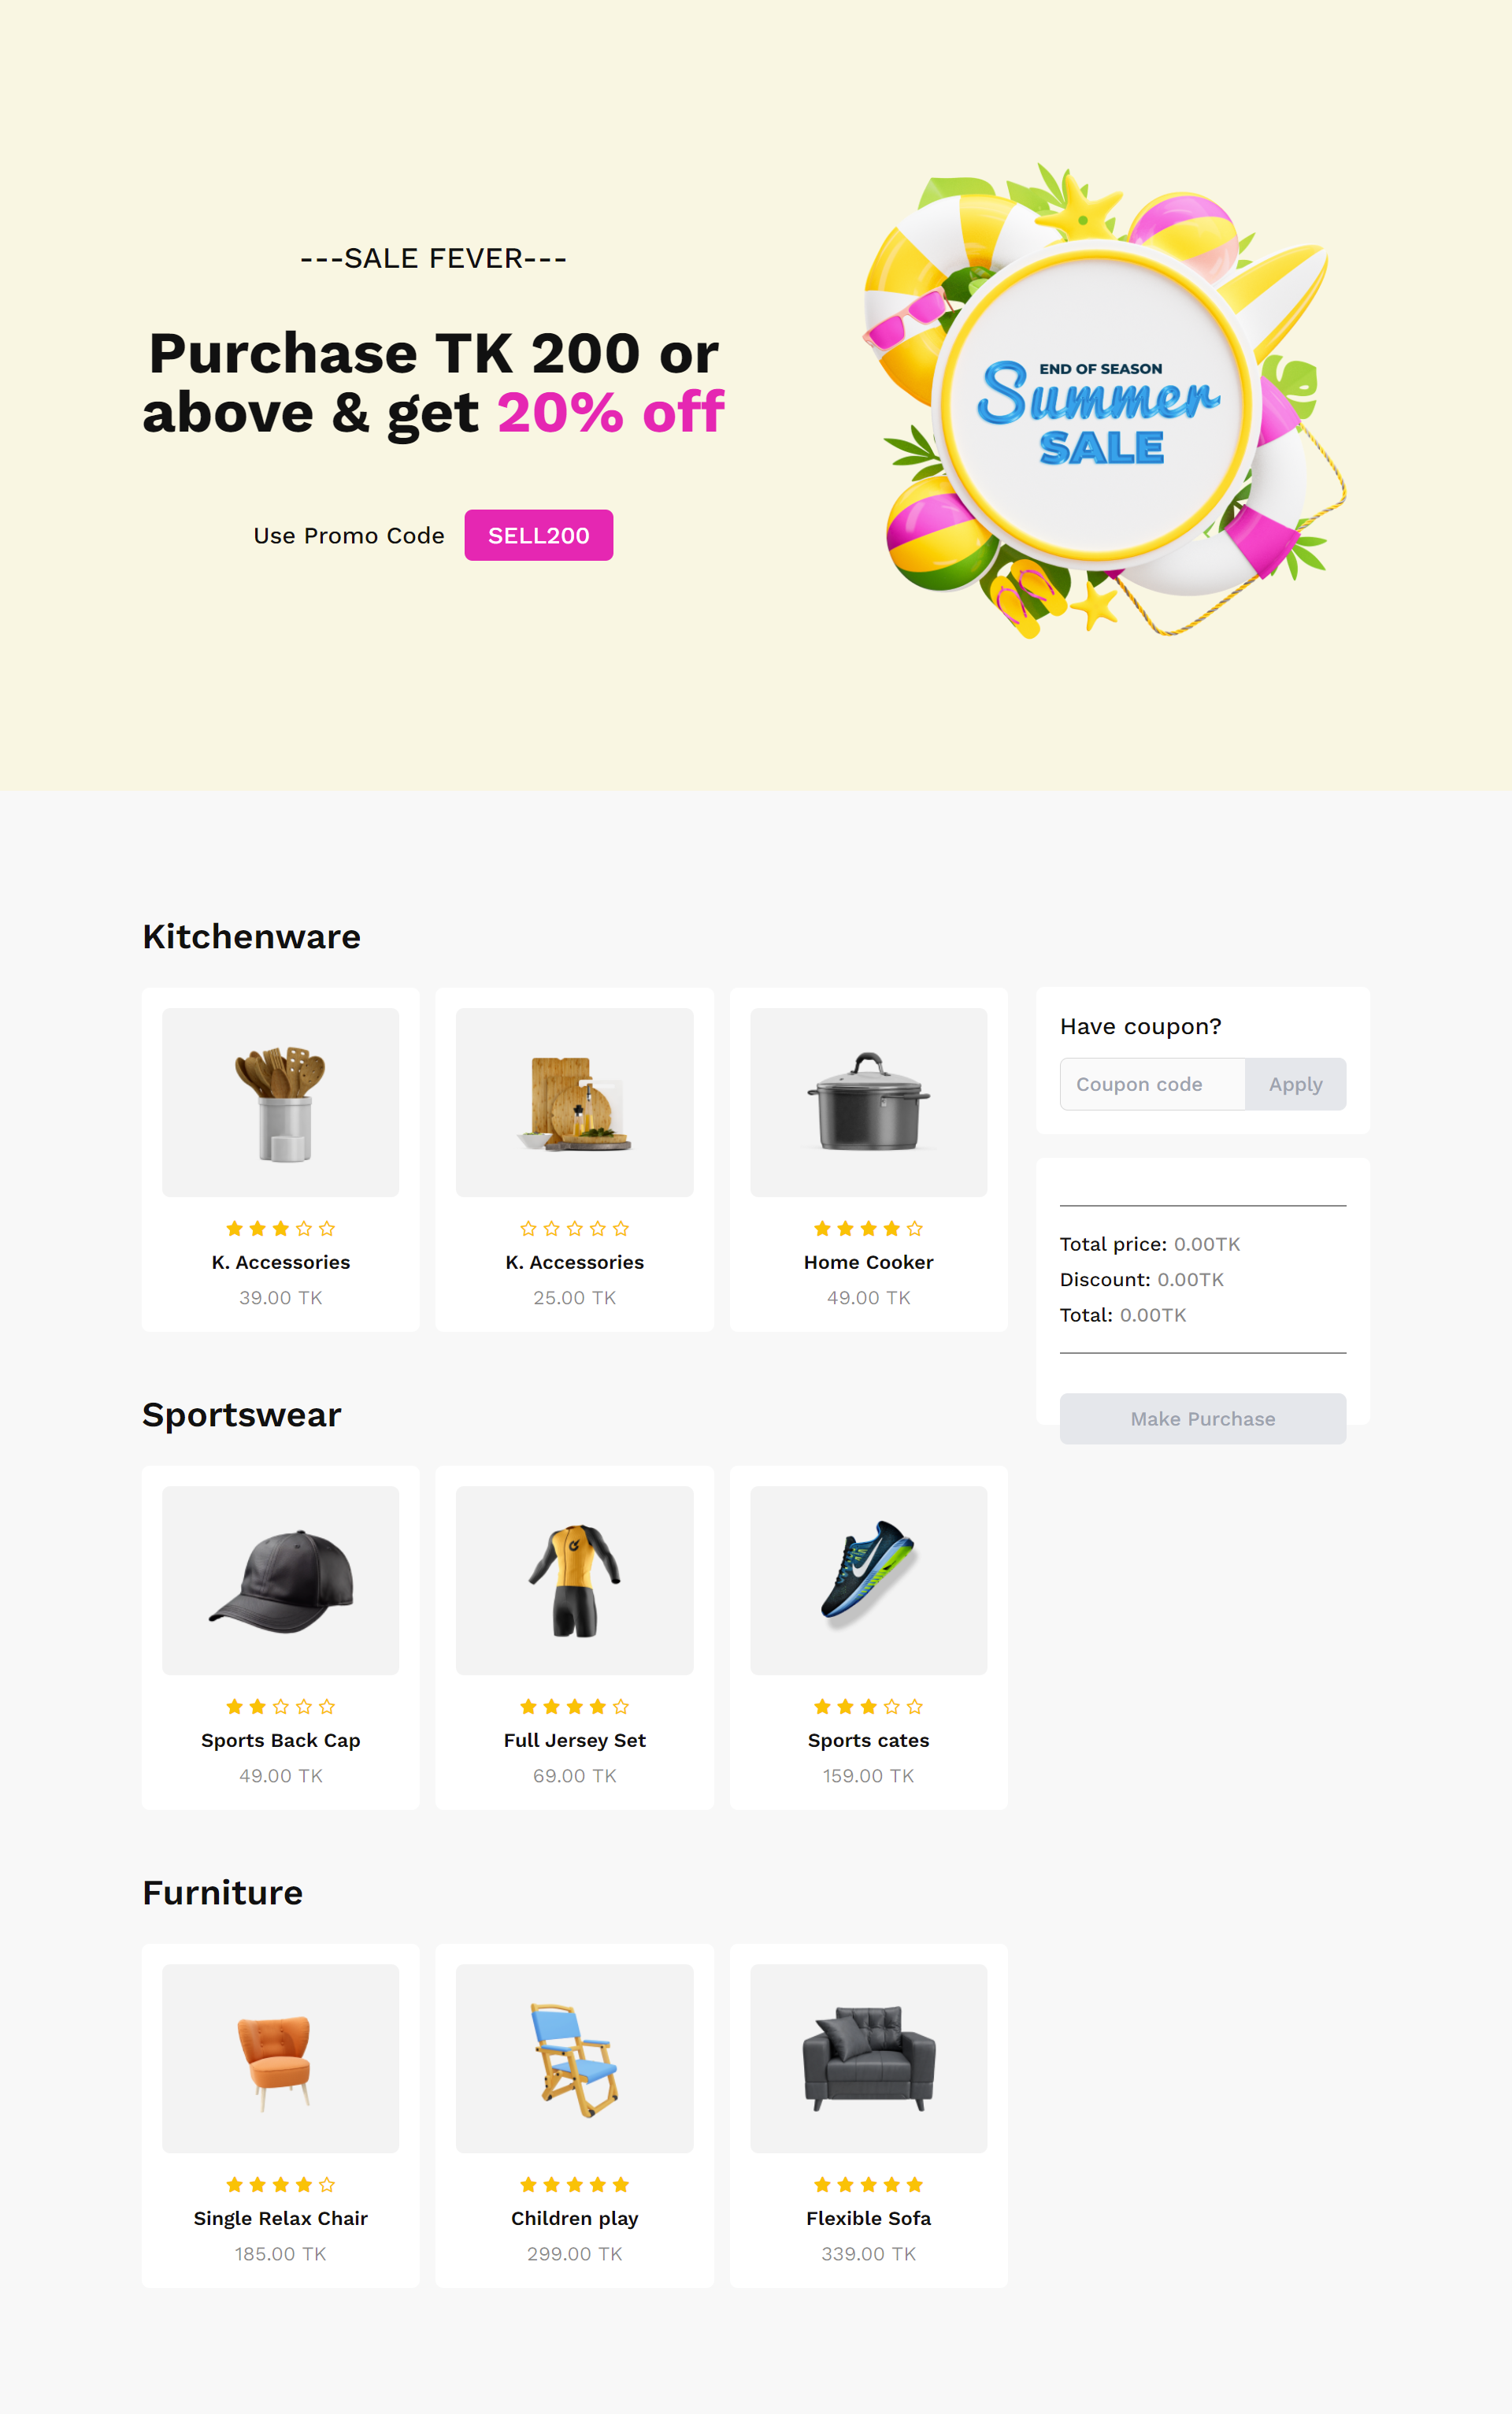 ---SALE FEVER---
Purchase TK 200 or
above & get 20% off
Use Promo Code SELL200
END OF SEASON
Summer
SALE
Kitchenware
K. Accessories
39.00 TK
K. Accessories
25.00 TK
Home Cooker
49.00 TK
Have coupon?
Coupon code Apply
Total price: 0.00TK
Discount: 0.00TK
Total: 0.00TK
Make Purchase
Sportswear
Sports Back Cap
49.00 TK
Full Jersey Set
69.00 TK
Sports cates
159.00 TK
Furniture
Single Relax Chair
185.00 TK
Children play
299.00 TK
Flexible Sofa
339.00 TK